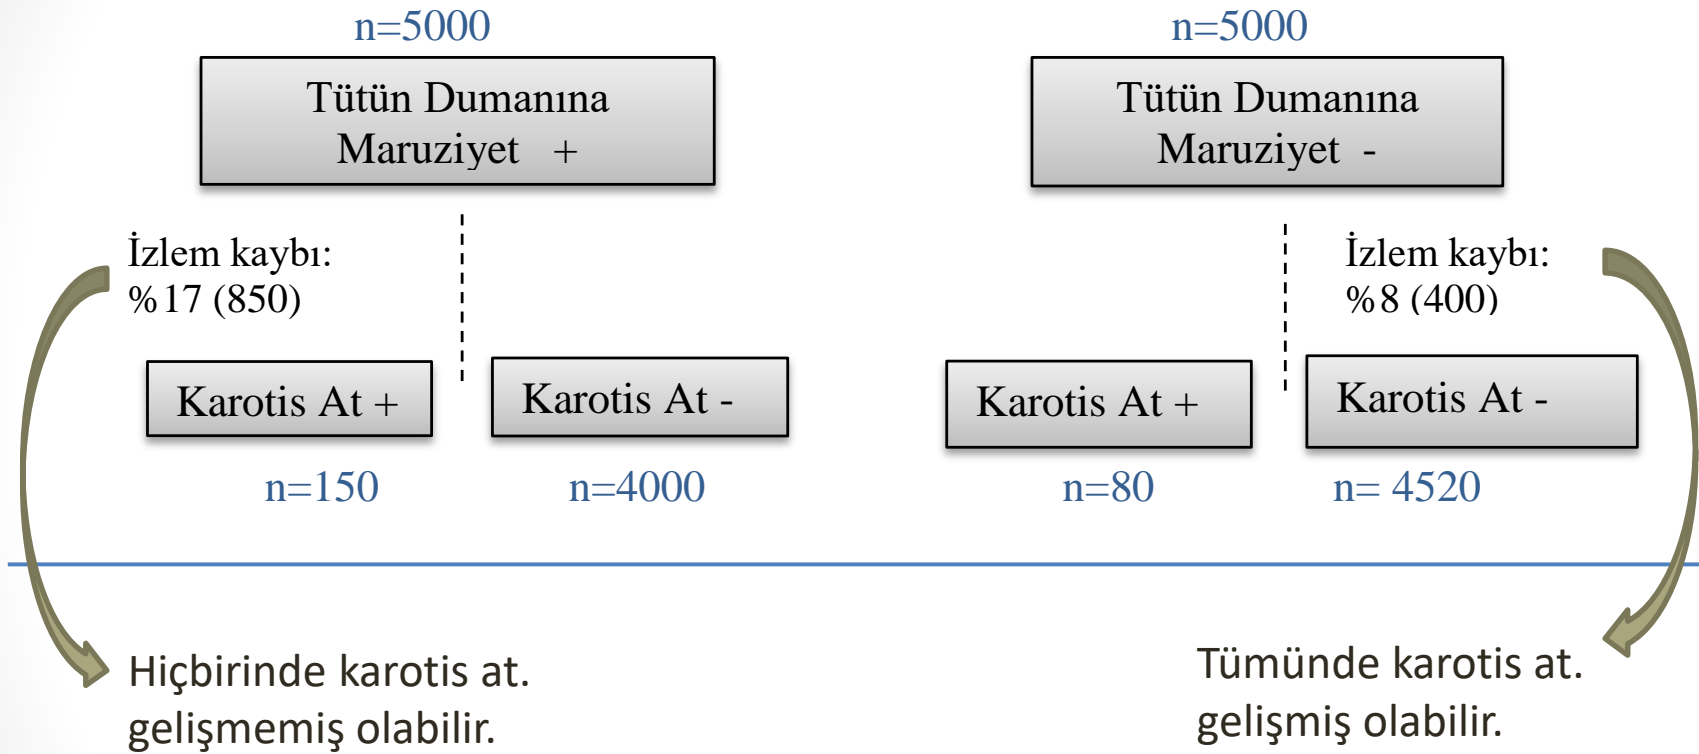 n=5000
Tütün Dumanına
Maruziyet +
İzlem kaybı:
%17 (850)
Karotis At +
Karotis At -
n=150
n=4000
Hiçbirinde karotis at.
gelişmemiş olabilir.
n=5000
Tütün Dumanına
Maruziyet -
İzlem kaybı:
%8 (400)
Karotis At +
Karotis At -
n=80
n= 4520
Tümünde karotis at.
gelişmiş olabilir.